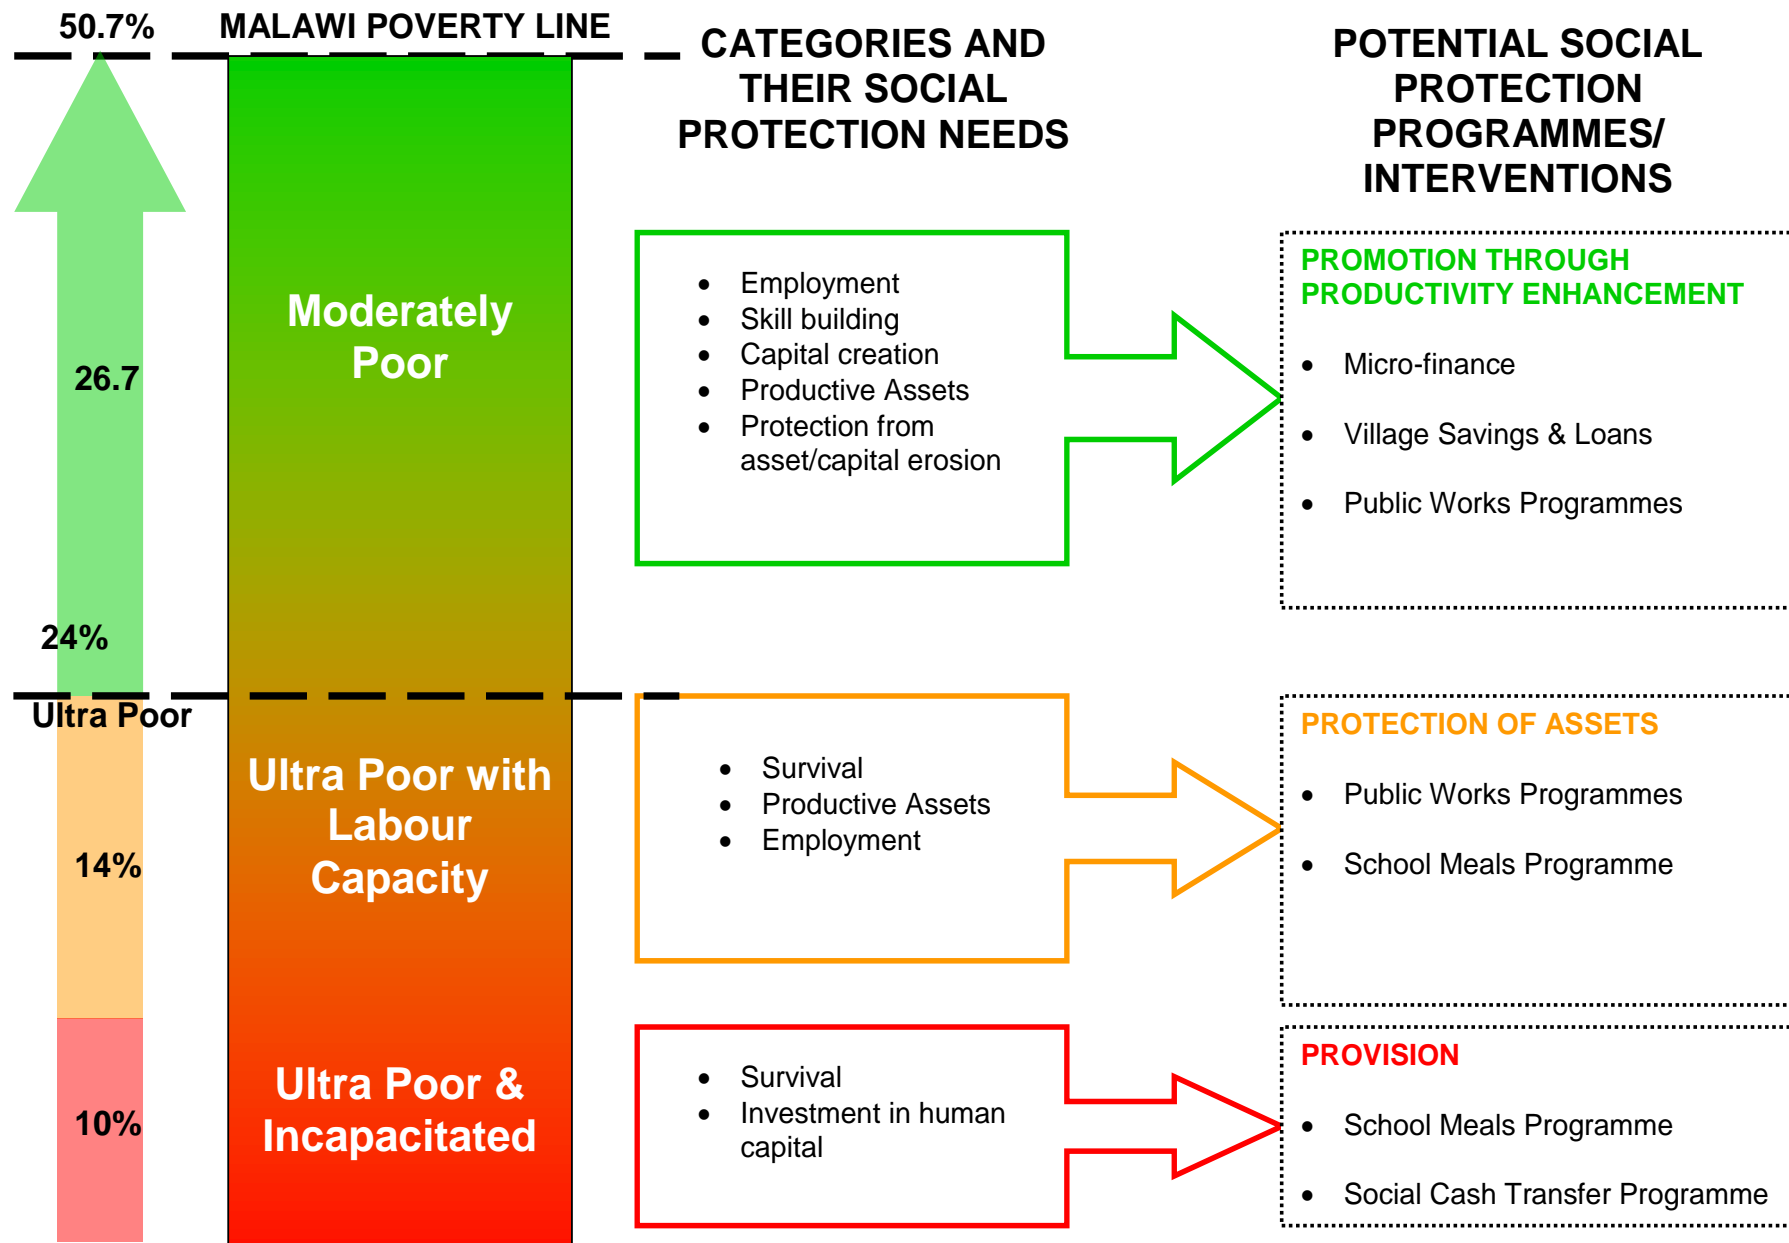 50.7%
MALAWI POVERTY LINE
CATEGORIES AND
THEIR SOCIAL
PROTECTION NEEDS
POTENTIAL SOCIAL
PROTECTION
PROGRAMMES/
INTERVENTIONS
26.7
24%
Ultra Poor
14%
10%
Moderately
Poor
Ultra Poor with
Labour
Capacity
Ultra Poor &
Incapacitated
• Employment
• Skill building
• Capital creation
• Productive Assets
• Protection from
asset/capital erosion
PROMOTION THROUGH
PRODUCTIVITY ENHANCEMENT
• Micro-finance
• Village Savings & Loans
• Public Works Programmes
• Survival
• Productive Assets
• Employment
PROTECTION OF ASSETS
• Public Works Programmes
• School Meals Programme
• Survival
• Investment in human
capital
PROVISION
• School Meals Programme
• Social Cash Transfer Programme